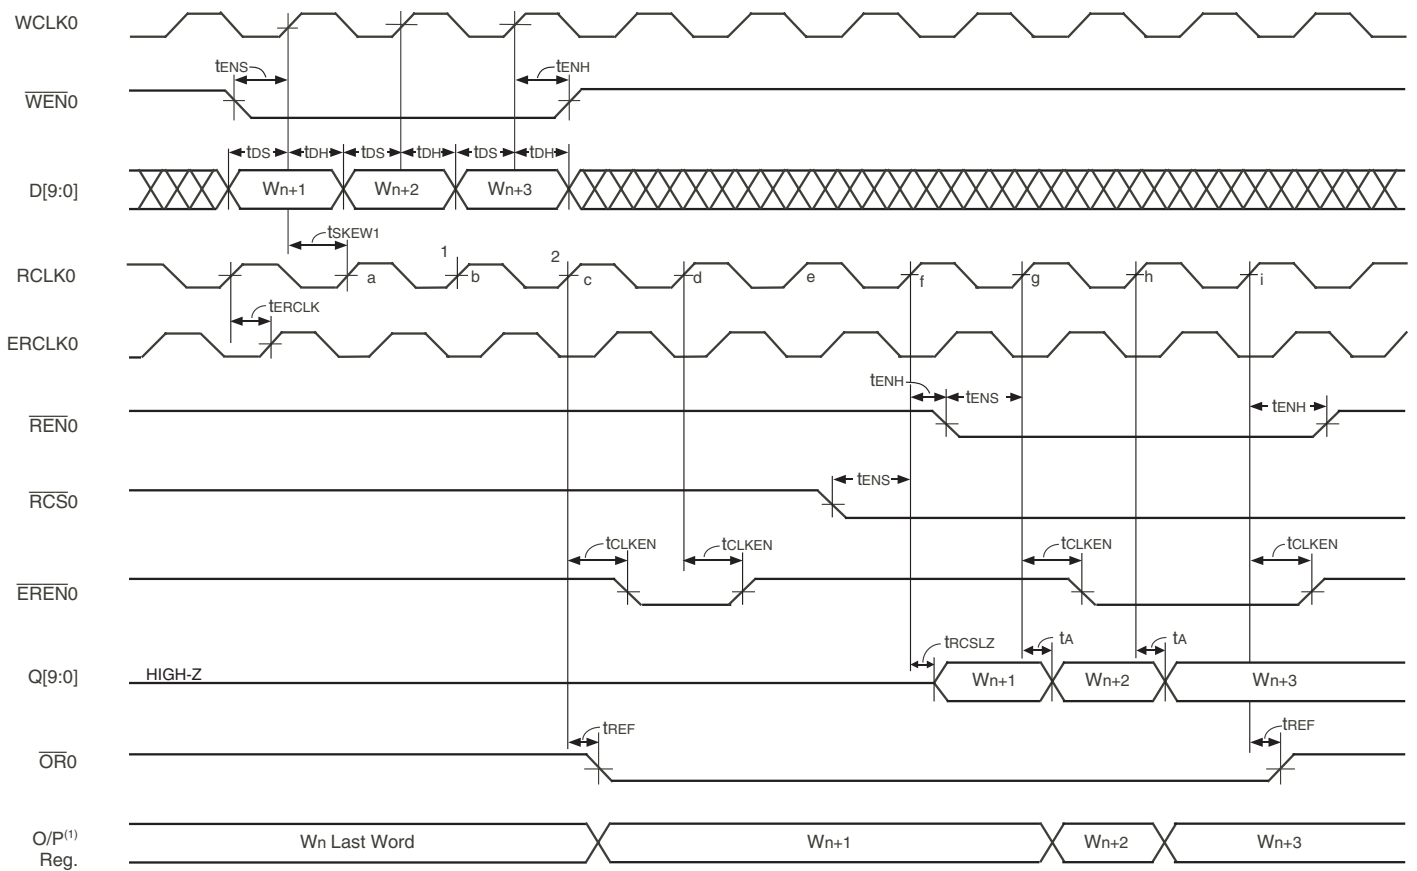 WCLK0
tENS
tENH
WEN0
tDS tDH tDS tDH tDS tDH
D[9:0] Wn+1 Wn+2 Wn+3
tSKEW1
1 2
RCLK0 a b c d e f g h i
tERCLK
ERCLK0
tENH tENS tENH
REN0
tENS
RCS0
tCLKEN tCLKEN tCLKEN tCLKEN
EREN0
tRCSLZ tA tA
Q[9:0] HIGH-Z Wn+1 Wn+2 Wn+3
tREF tREF
OR0
O/P(1) Wn Last Word Wn+1 Wn+2 Wn+3
Reg.